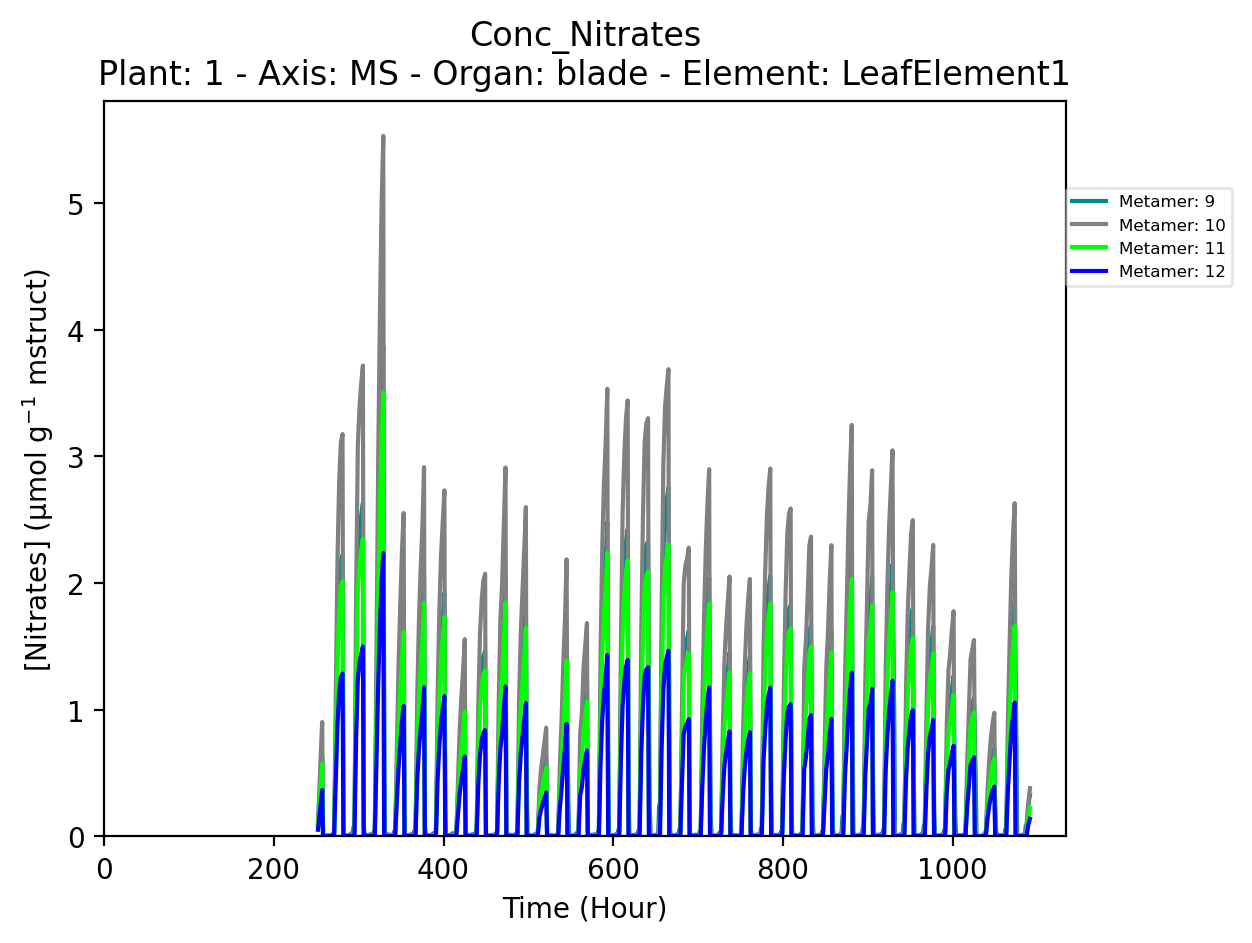 Conc_Nitrates
Plant: 1 - Axis: MS - Organ: blade - Element: LeafElement1
[Nitrates] (µmol g⁻¹ mstruct)
5
4
3
2
1
0
0 200 400 600 800 1000
Time (Hour)
Metamer: 9
Metamer: 10
Metamer: 11
Metamer: 12